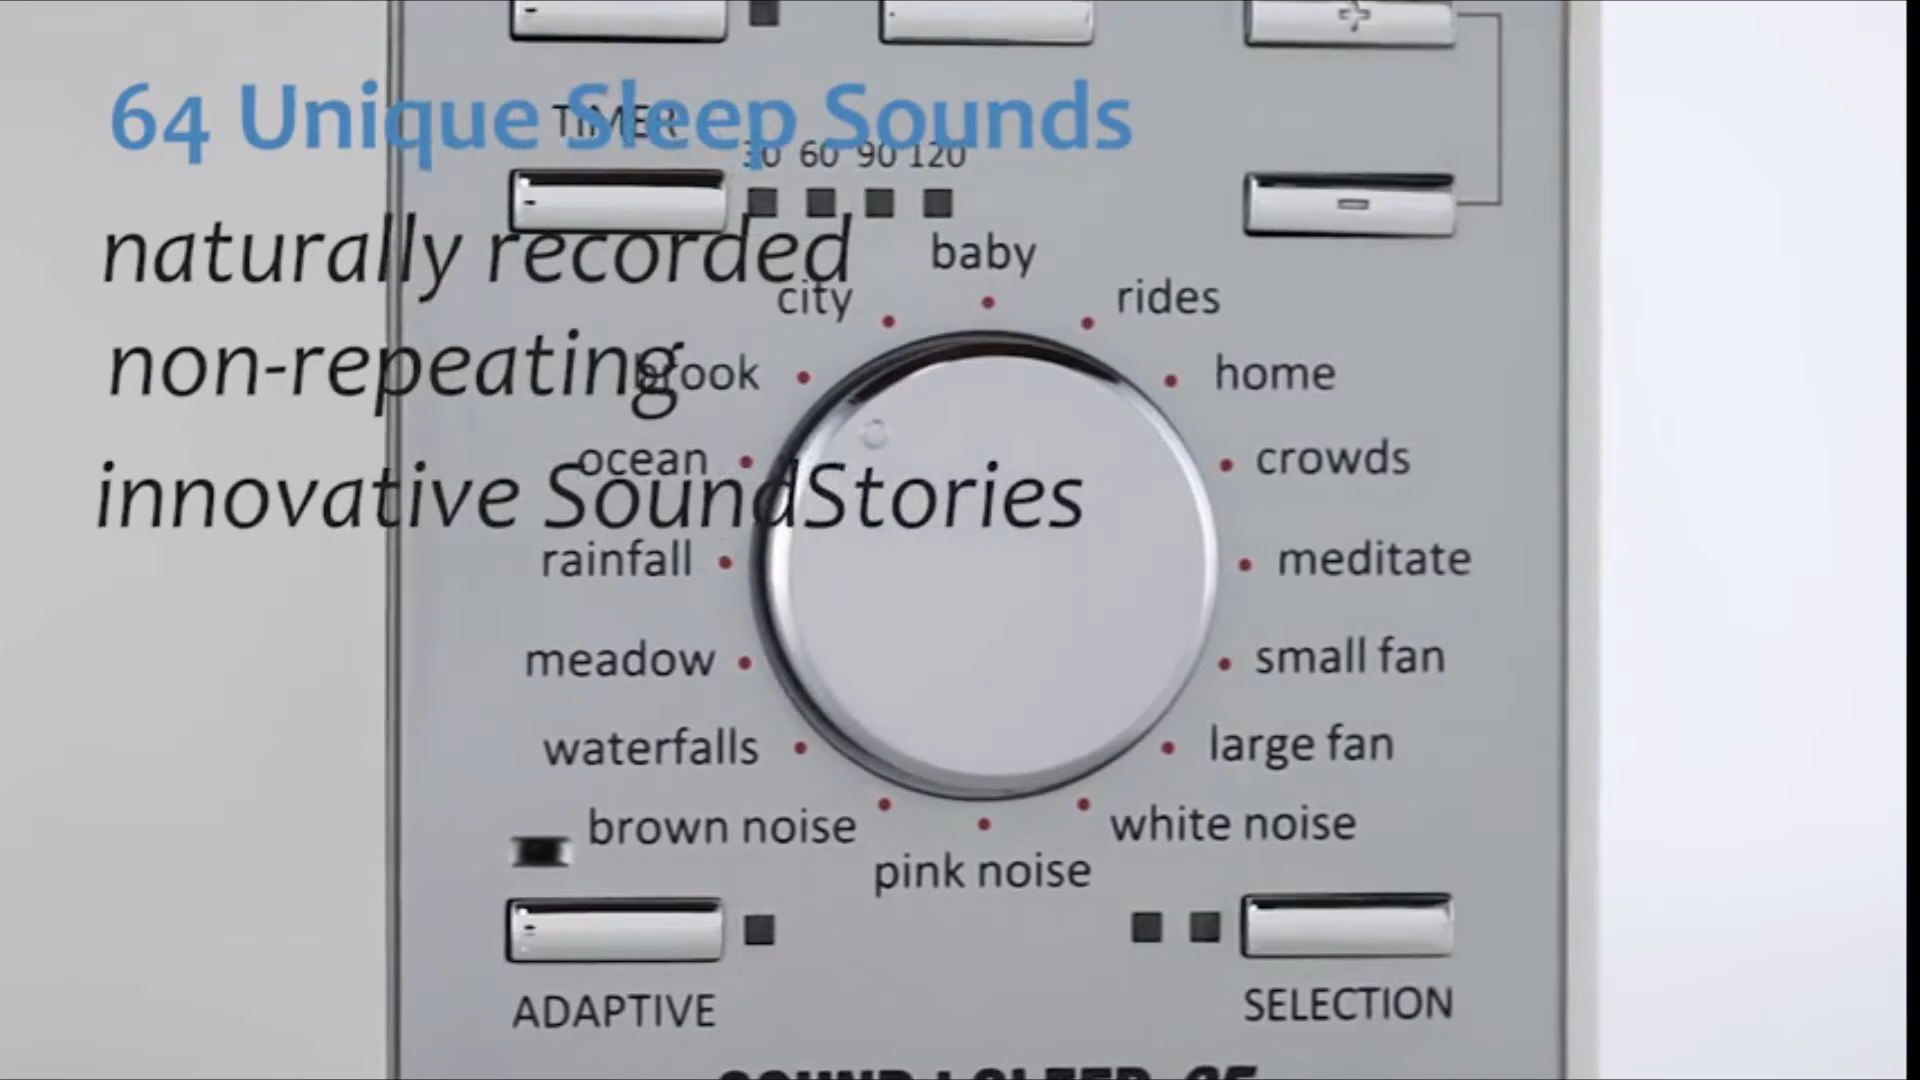 64 Unique Sleep Sounds
TIMER
30 60 90 120
naturally recorded
baby
city
rides
non-repeating
brook
home
ocean
crowds
innovative SoundStories
rainfall
meditate
meadow
small fan
waterfalls
large fan
brown noise
white noise
pink noise
ADAPTIVE
SELECTION